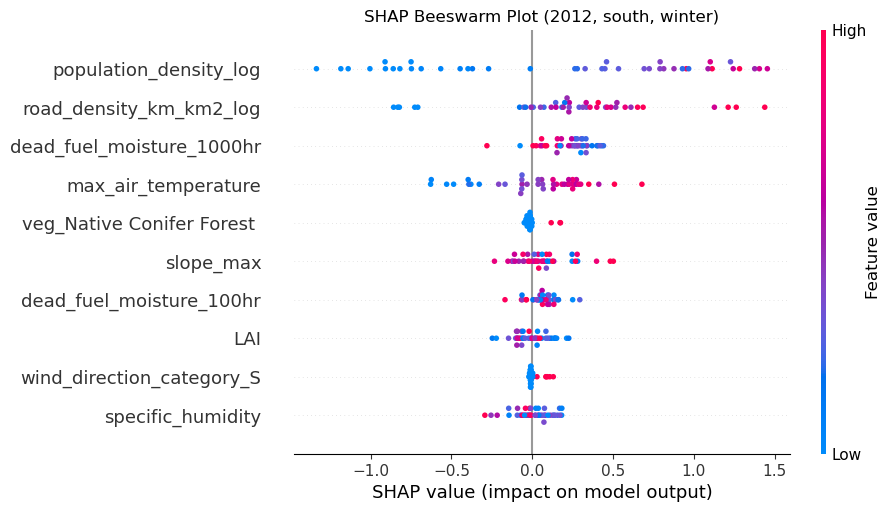 SHAP Beeswarm Plot (2012, south, winter)
High
population_density_log
road_density_km_km2_log
dead_fuel_moisture_1000hr
max_air_temperature
veg_Native Conifer Forest
slope_max
dead_fuel_moisture_100hr
LAI
wind_direction_category_S
specific_humidity
Feature value
Low
−1.0 −0.5 0.0 0.5 1.0 1.5
SHAP value (impact on model output)